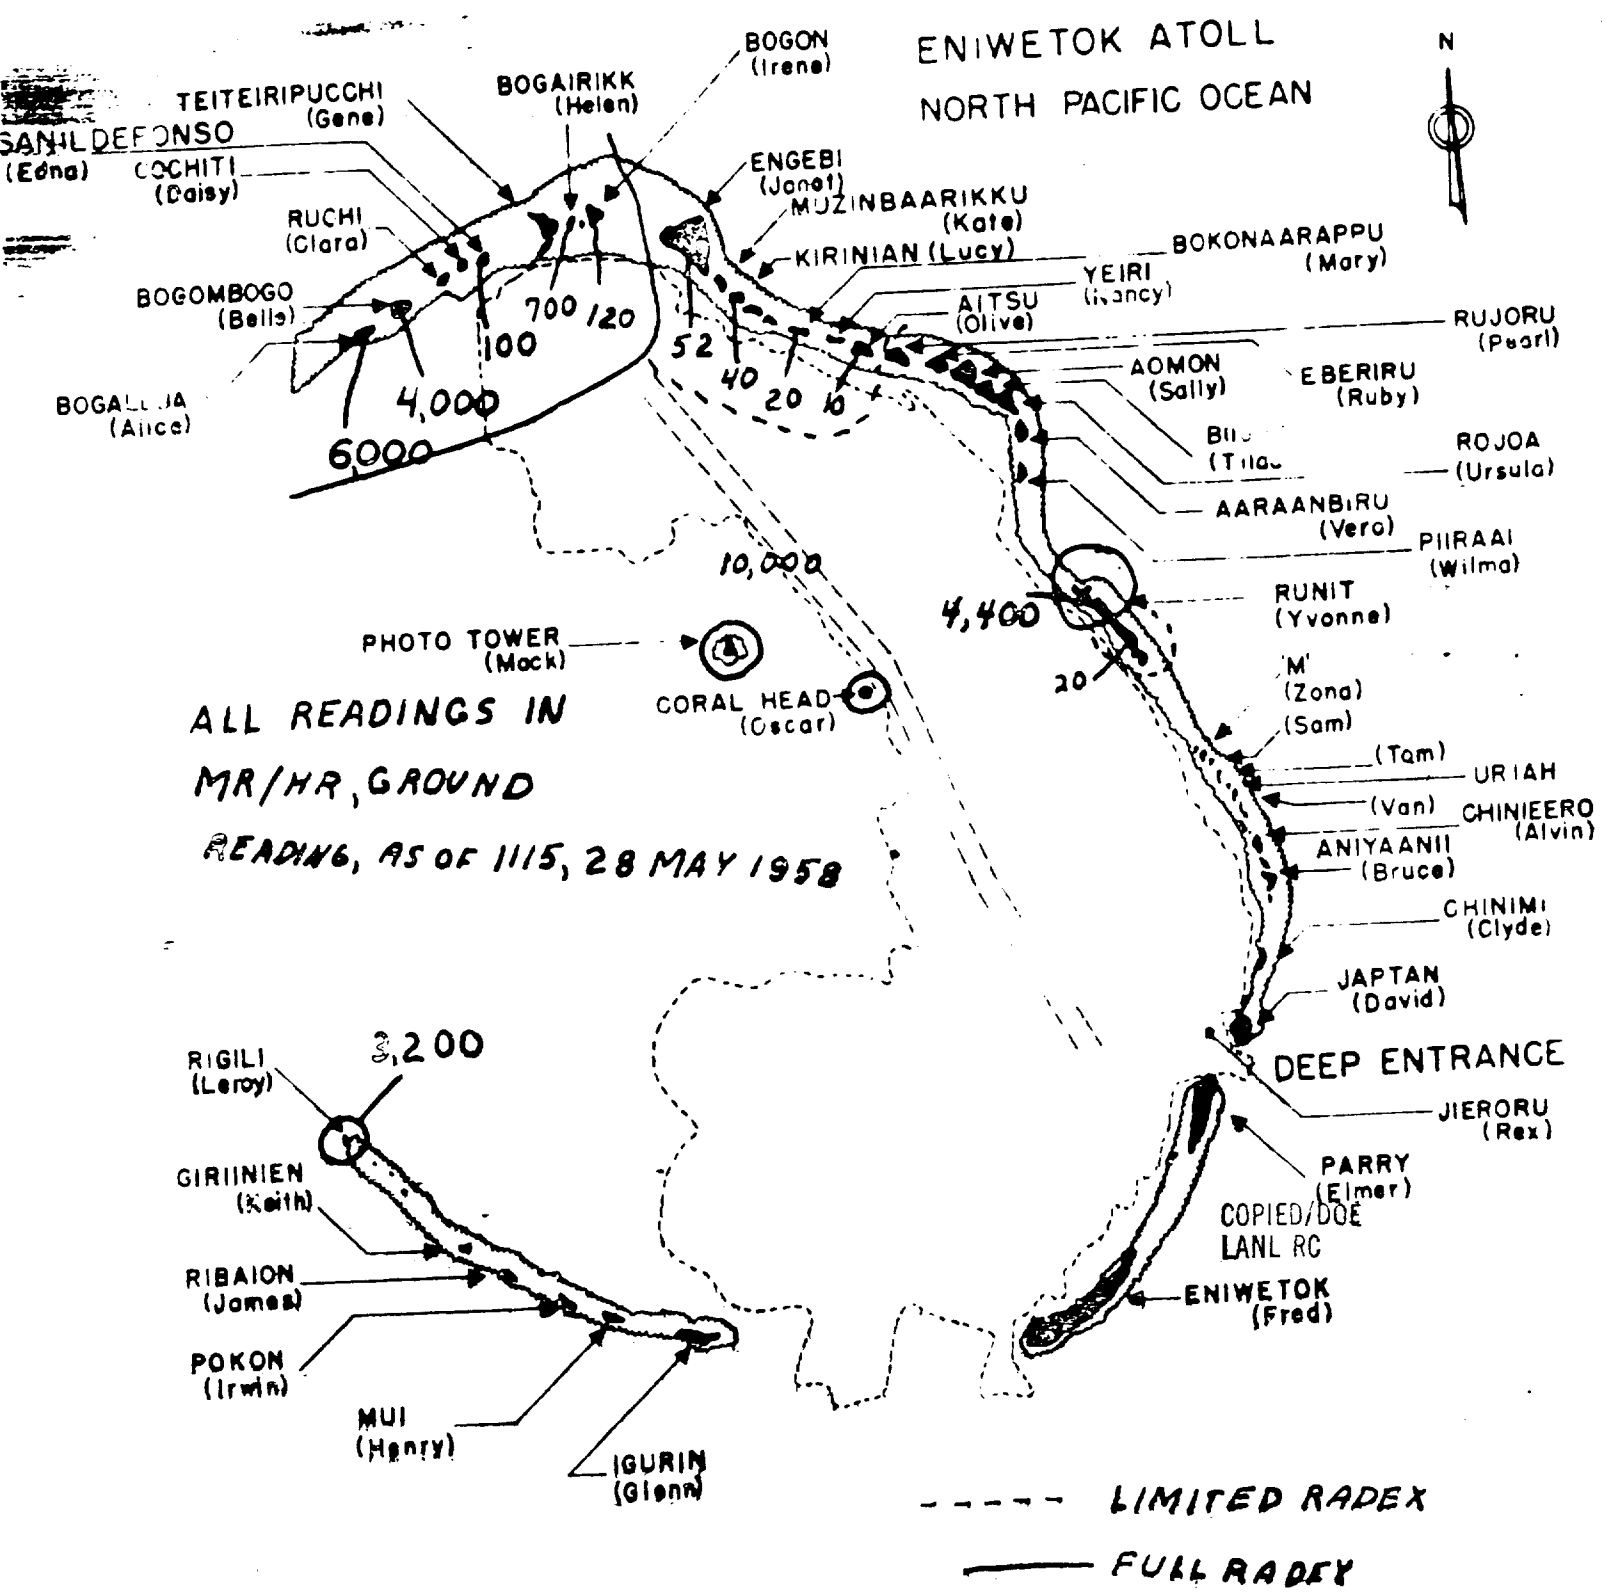 ENIWETOK ATOLL
NORTH PACIFIC OCEAN
N
BOGON
(Irene)
BOGAIRIKK
(Helen)
TEITEIRIPUCCHI
(Gene)
SANILDEFONSO
(Edna)
COCHITI
(Daisy)
RUCHI
(Clara)
BOGOMBOGO
(Belle)
(Alice)
ENGEBI
(Janet)
MUZINBAARIKKU
(Kate)
KIRINIAN (Lucy)
BOKONAARAPPU
(Mary)
YEIRI
(Nancy)
AITSU
(Olive)
RUJORU
(Pearl)
EBERIRU
(Ruby)
AOMON
(Sally)
ROJOA
(Ursula)
AARAANBIRU
(Vera)
PIIRAAI
(Wilma)
RUNIT
(Yvonne)
'M'
(Zona)
(Sam)
(Tom)
URIAH
(Van)
CHINIEERO
(Alvin)
ANIYAANII
(Bruce)
CHINIMI
(Clyde)
JAPTAN
(David)
DEEP ENTRANCE
JIERORU
(Rex)
PARRY
(Elmer)
COPIED/DOE
LANL RC
ENIWETOK
(Fred)
6,000
4,000
100
700
120
52
40
20
10
10,000
4,400
20
PHOTO TOWER
(Mack)
CORAL HEAD
(Oscar)
ALL READINGS IN
MR/HR, GROUND
READING, AS OF 1115, 28 MAY 1958
3,200
RIGILI
(Leroy)
GIRIINIEN
(Keith)
RIBAION
(James)
POKON
(Irwin)
MUI
(Henry)
IGURIN
(Glenn)
LIMITED RADEX
FULL RADEX